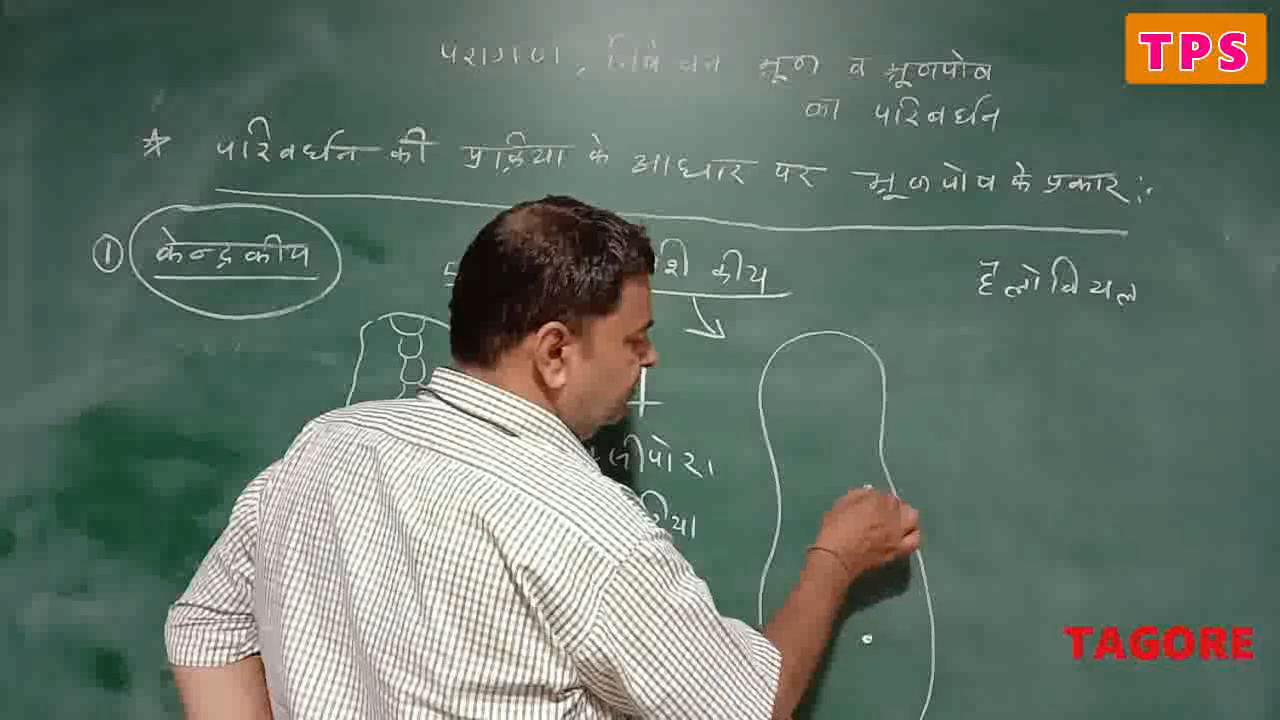 TPS
परागण, निषेचन भ्रूण व भ्रूणपोष
का परिवर्धन
* परिवर्धन की प्रक्रिया के आधार पर भ्रूणपोष के प्रकार :.
① केन्द्रकीय
शिकीय
हैलोबियल
लीपोरा
रिया
TAGORE